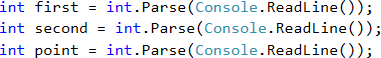 int first = int.Parse(Console.ReadLine());
int second = int.Parse(Console.ReadLine());
int point = int.Parse(Console.ReadLine());